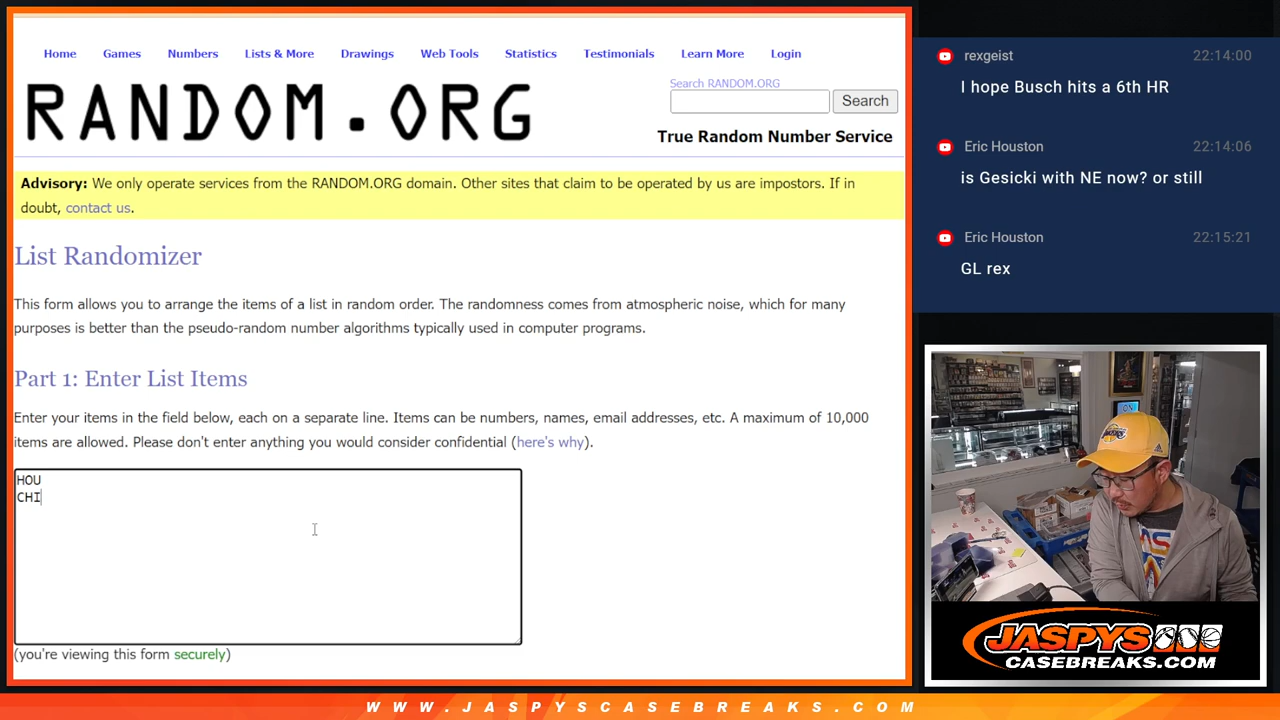 Home Games Numbers Lists & More Drawings Web Tools Statistics Testimonials Learn More Login
RANDOM.ORG
Search RANDOM.ORG
Search
True Random Number Service
Advisory: We only operate services from the RANDOM.ORG domain. Other sites that claim to be operated by us are impostors. If in
doubt, contact us.
List Randomizer
This form allows you to arrange the items of a list in random order. The randomness comes from atmospheric noise, which for many
purposes is better than the pseudo-random number algorithms typically used in computer programs.
Part 1: Enter List Items
Enter your items in the field below, each on a separate line. Items can be numbers, names, email addresses, etc. A maximum of 10,000
items are allowed. Please don't enter anything you would consider confidential (here's why).
HOU
CHI
(you're viewing this form securely)
rexgeist 22:14:00
I hope Busch hits a 6th HR
Eric Houston 22:14:06
is Gesicki with NE now? or still
Eric Houston 22:15:21
GL rex
JASPYS
CASEBREAKS.COM
WWW.JASPYSCASEBREAKS.COM